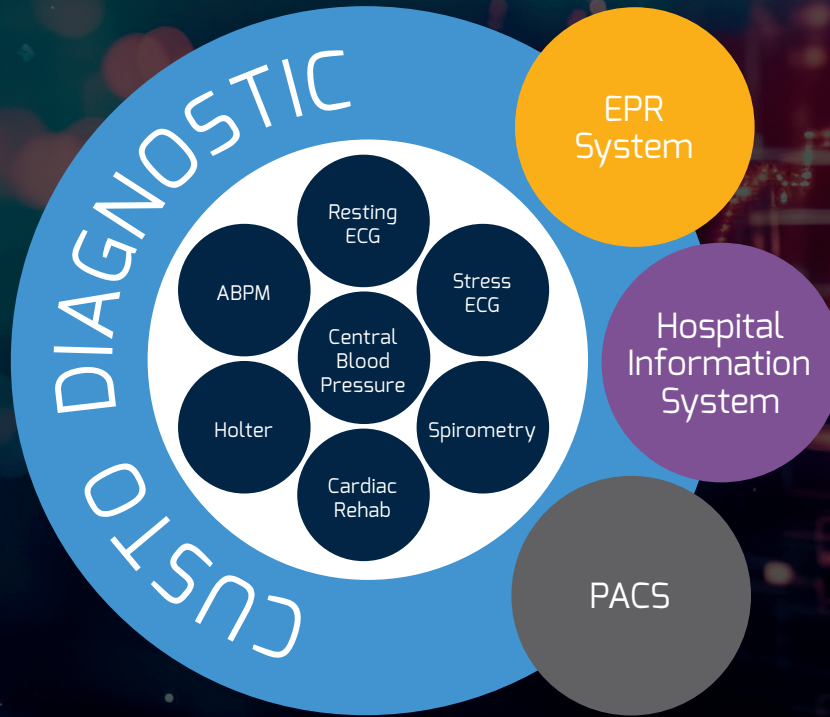 CUSTO DIAGNOSTIC
EPR
System
Resting
ECG
ABPM
Stress
ECG
Central
Blood
Pressure
Hospital
Information
System
Holter
Spirometry
Cardiac
Rehab
PACS